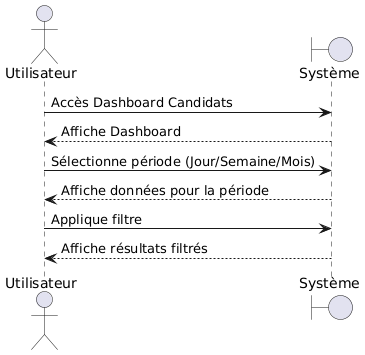 Utilisateur
Système
Accès Dashboard Candidats
Affiche Dashboard
Sélectionne période (Jour/Semaine/Mois)
Affiche données pour la période
Applique filtre
Affiche résultats filtrés
Utilisateur
Système